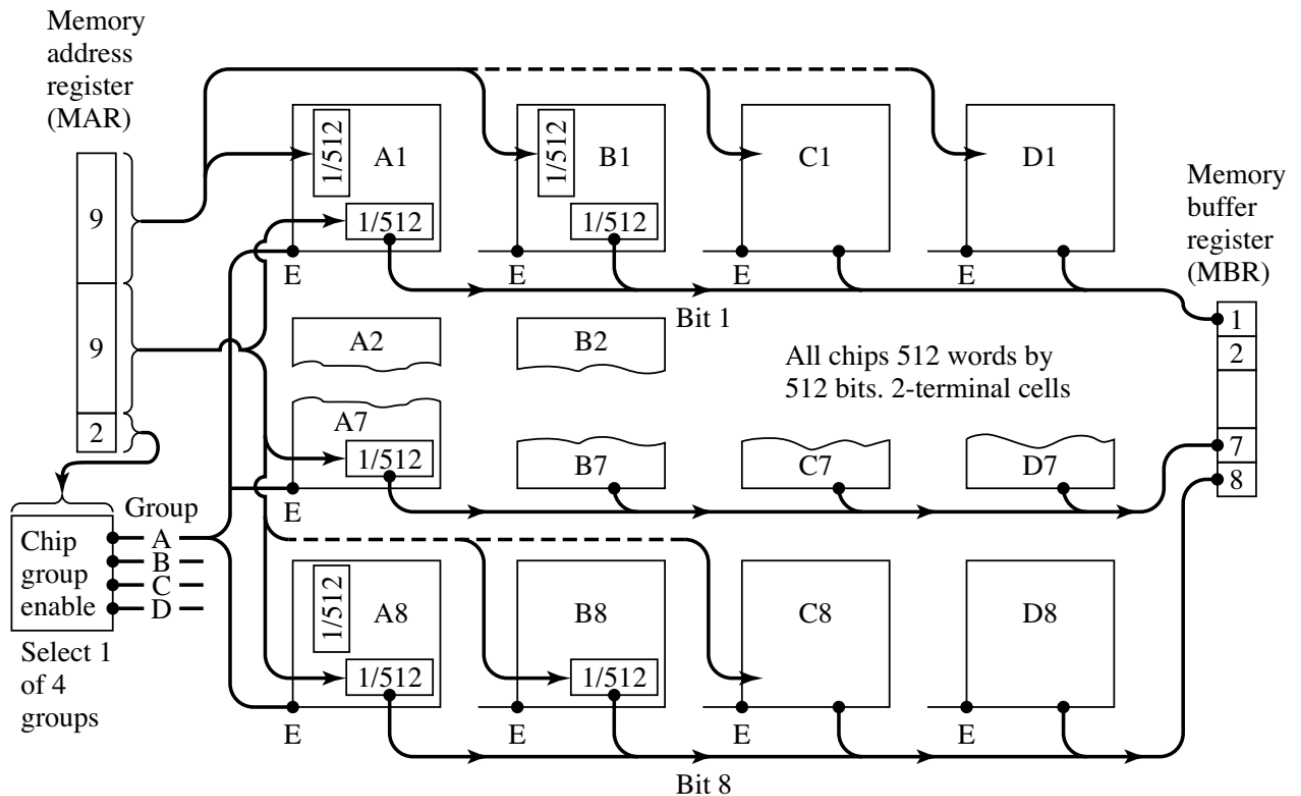 Memory
address
register
(MAR)
9
9
2
1/512
A1
1/512
E
1/512
B1
1/512
E
C1
E
D1
E
Memory
buffer
register
(MBR)
Bit 1
1
2
7
8
A2
B2
All chips 512 words by
512 bits. 2-terminal cells
A7
1/512
E
B7
C7
D7
Chip
group
enable
Group
A
B
C
D
Select 1
of 4
groups
1/512
A8
1/512
E
B8
1/512
E
C8
E
D8
E
Bit 8